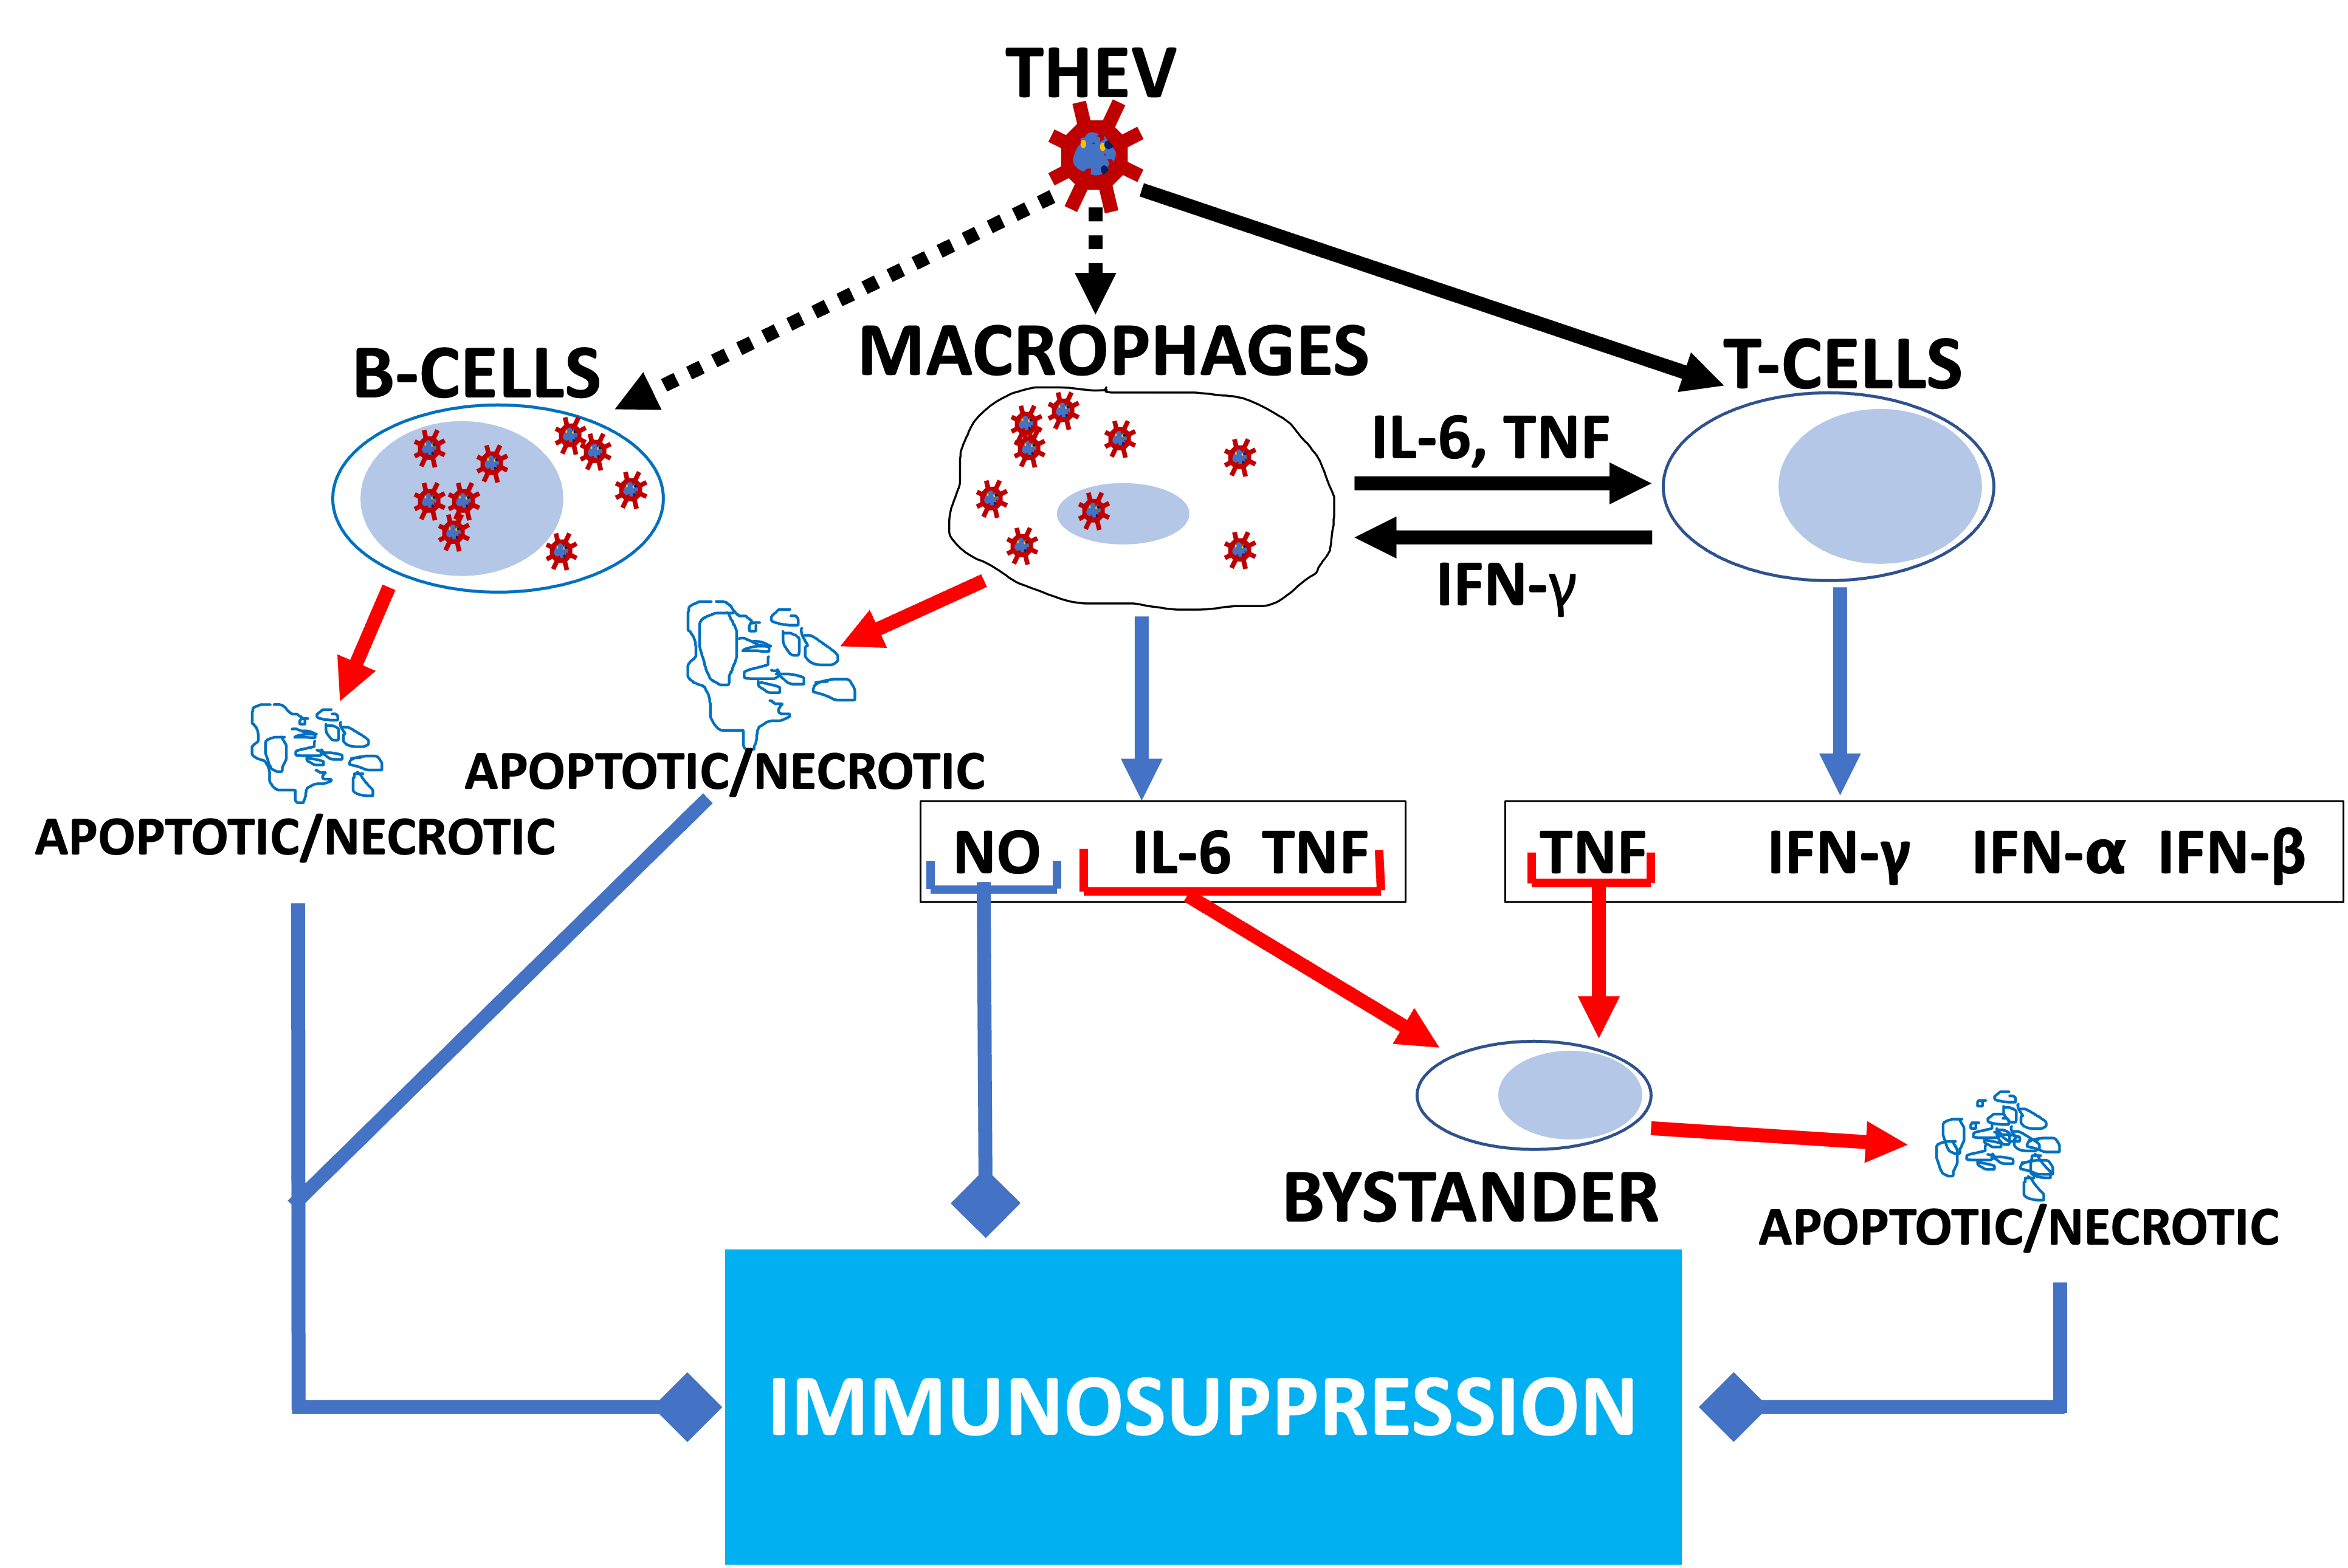 THEV
B-CELLS
MACROPHAGES
T-CELLS
IL-6, TNF
IFN-γ
APOPTOTIC/NECROTIC
APOPTOTIC/NECROTIC
NO IL-6 TNF
TNF IFN-γ IFN-α IFN-β
BYSTANDER
APOPTOTIC/NECROTIC
IMMUNOSUPPRESSION